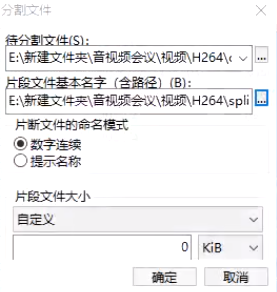 分割文件
待分割文件(S):
E:\新建文件夹\音视频会议\视频\H264\
...
片段文件基本名字（含路径）(B):
E:\新建文件夹\音视频会议\视频\H264\spli
...
片断文件的命名模式
数字连续
提示名称
片段文件大小
自定义
0 KiB
确定 取消